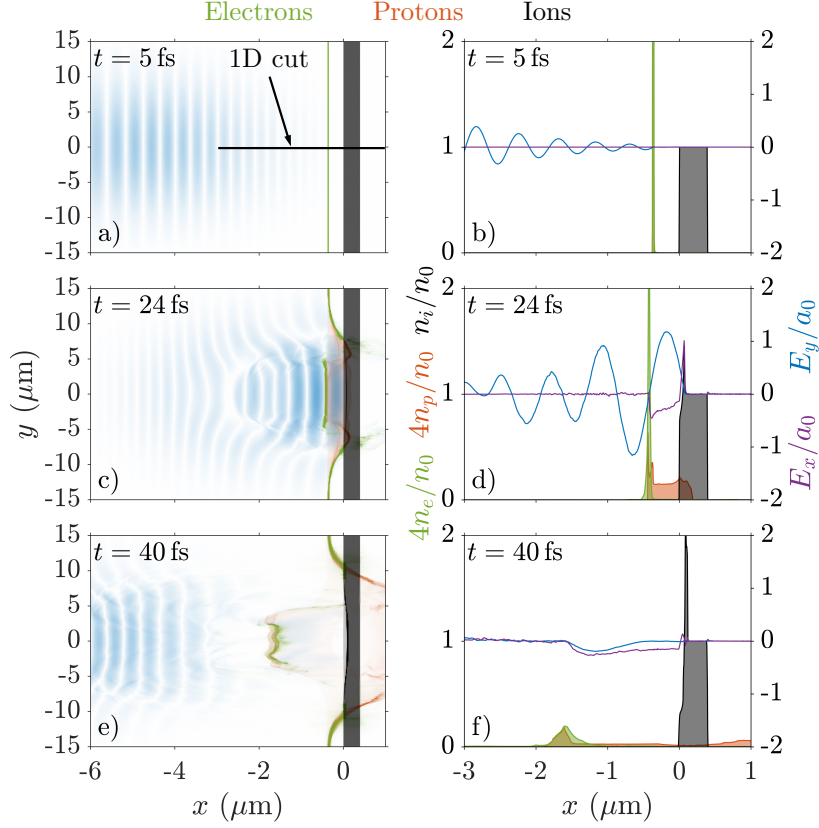 Electrons Protons Ions
15
10
5
0
-5
-10
-15
t = 5 fs
1D cut
a)
2
1
0
t = 5 fs
b)
2
1
0
-1
-2
15
10
5
0
-5
-10
-15
t = 24 fs
c)
y (μm)
2
1
0
t = 24 fs
d)
4n_e/n_0 4n_p/n_0 n_i/n_0
2
1
0
-1
-2
E_y/a_0
E_x/a_0
15
10
5
0
-5
-10
-15
t = 40 fs
e)
-6 -4 -2 0
x (μm)
2
1
0
t = 40 fs
f)
2
1
0
-1
-2
-3 -2 -1 0 1
x (μm)